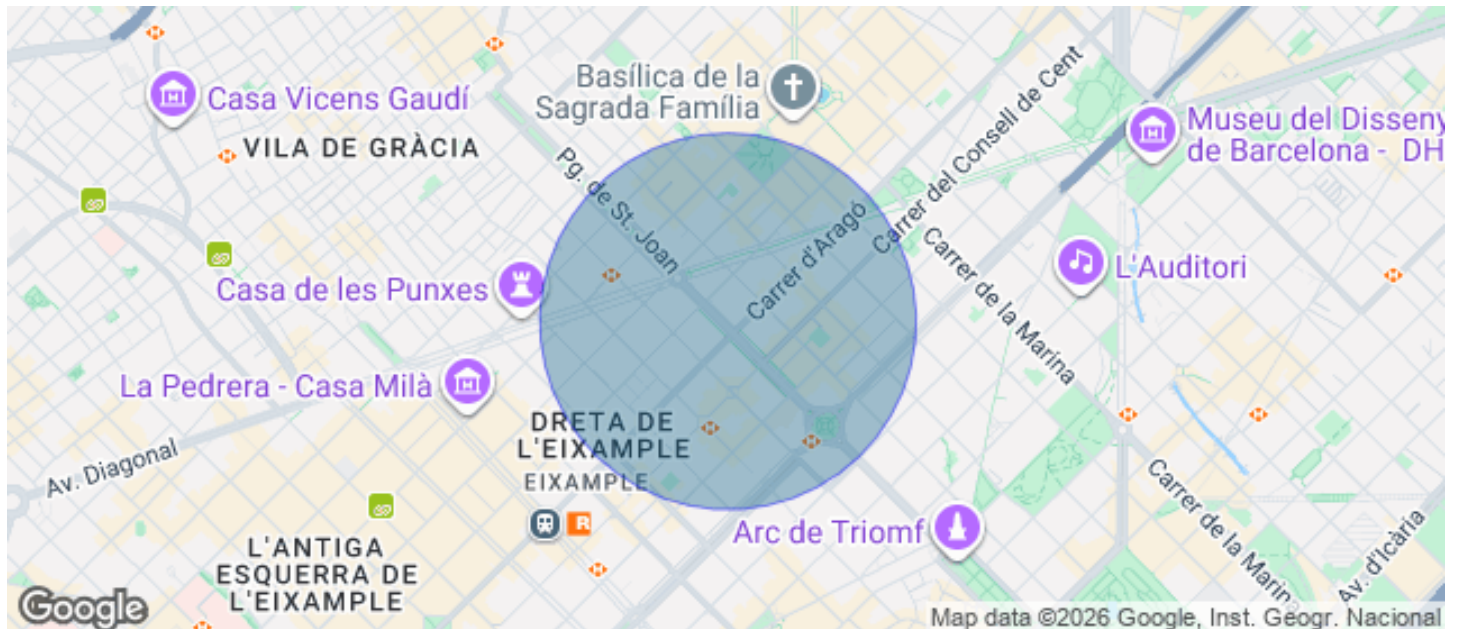 Basílica de la
Sagrada Família
Casa Vicens Gaudí
VILA DE GRÀCIA
Pg. de St. Joan
Carrer del Consell de Cent
Museu del Disseny
de Barcelona - DH
Carrer d'Aragó
Casa de les Punxes
L'Auditori
Carrer de la Marina
La Pedrera - Casa Milà
DRETA DE
L'EIXAMPLE
EIXAMPLE
Av. Diagonal
R
Arc de Triomf
L'ANTIGA
ESQUERRA DE
L'EIXAMPLE
Carrer de la Marina
Av. d'Icària
Google
Map data ©2026 Google, Inst. Geogr. Nacional